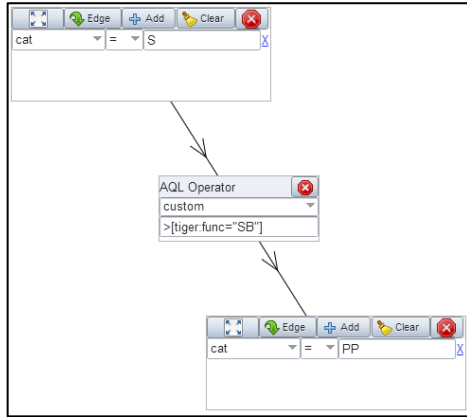 Edge Add Clear
cat = S X
AQL Operator
custom
>[tiger:func="SB"]
Edge Add Clear
cat = PP X